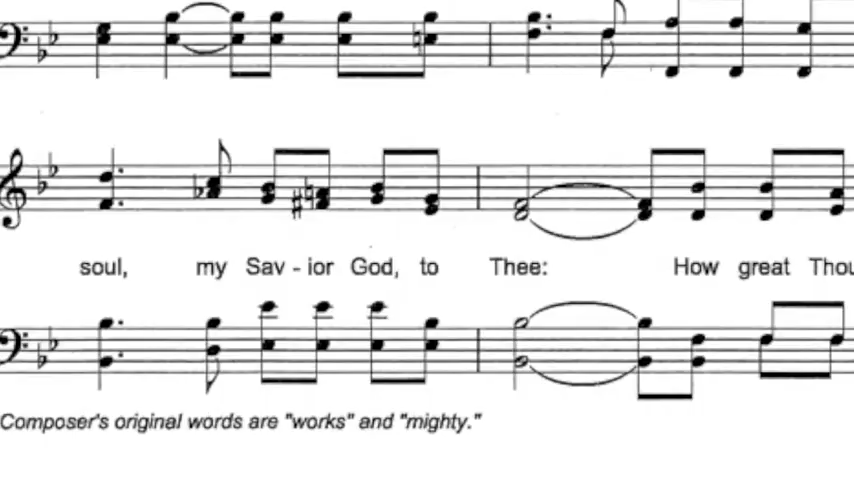 soul, my Sav - ior God, to Thee: How great Thou
Composer's original words are "works" and "mighty."